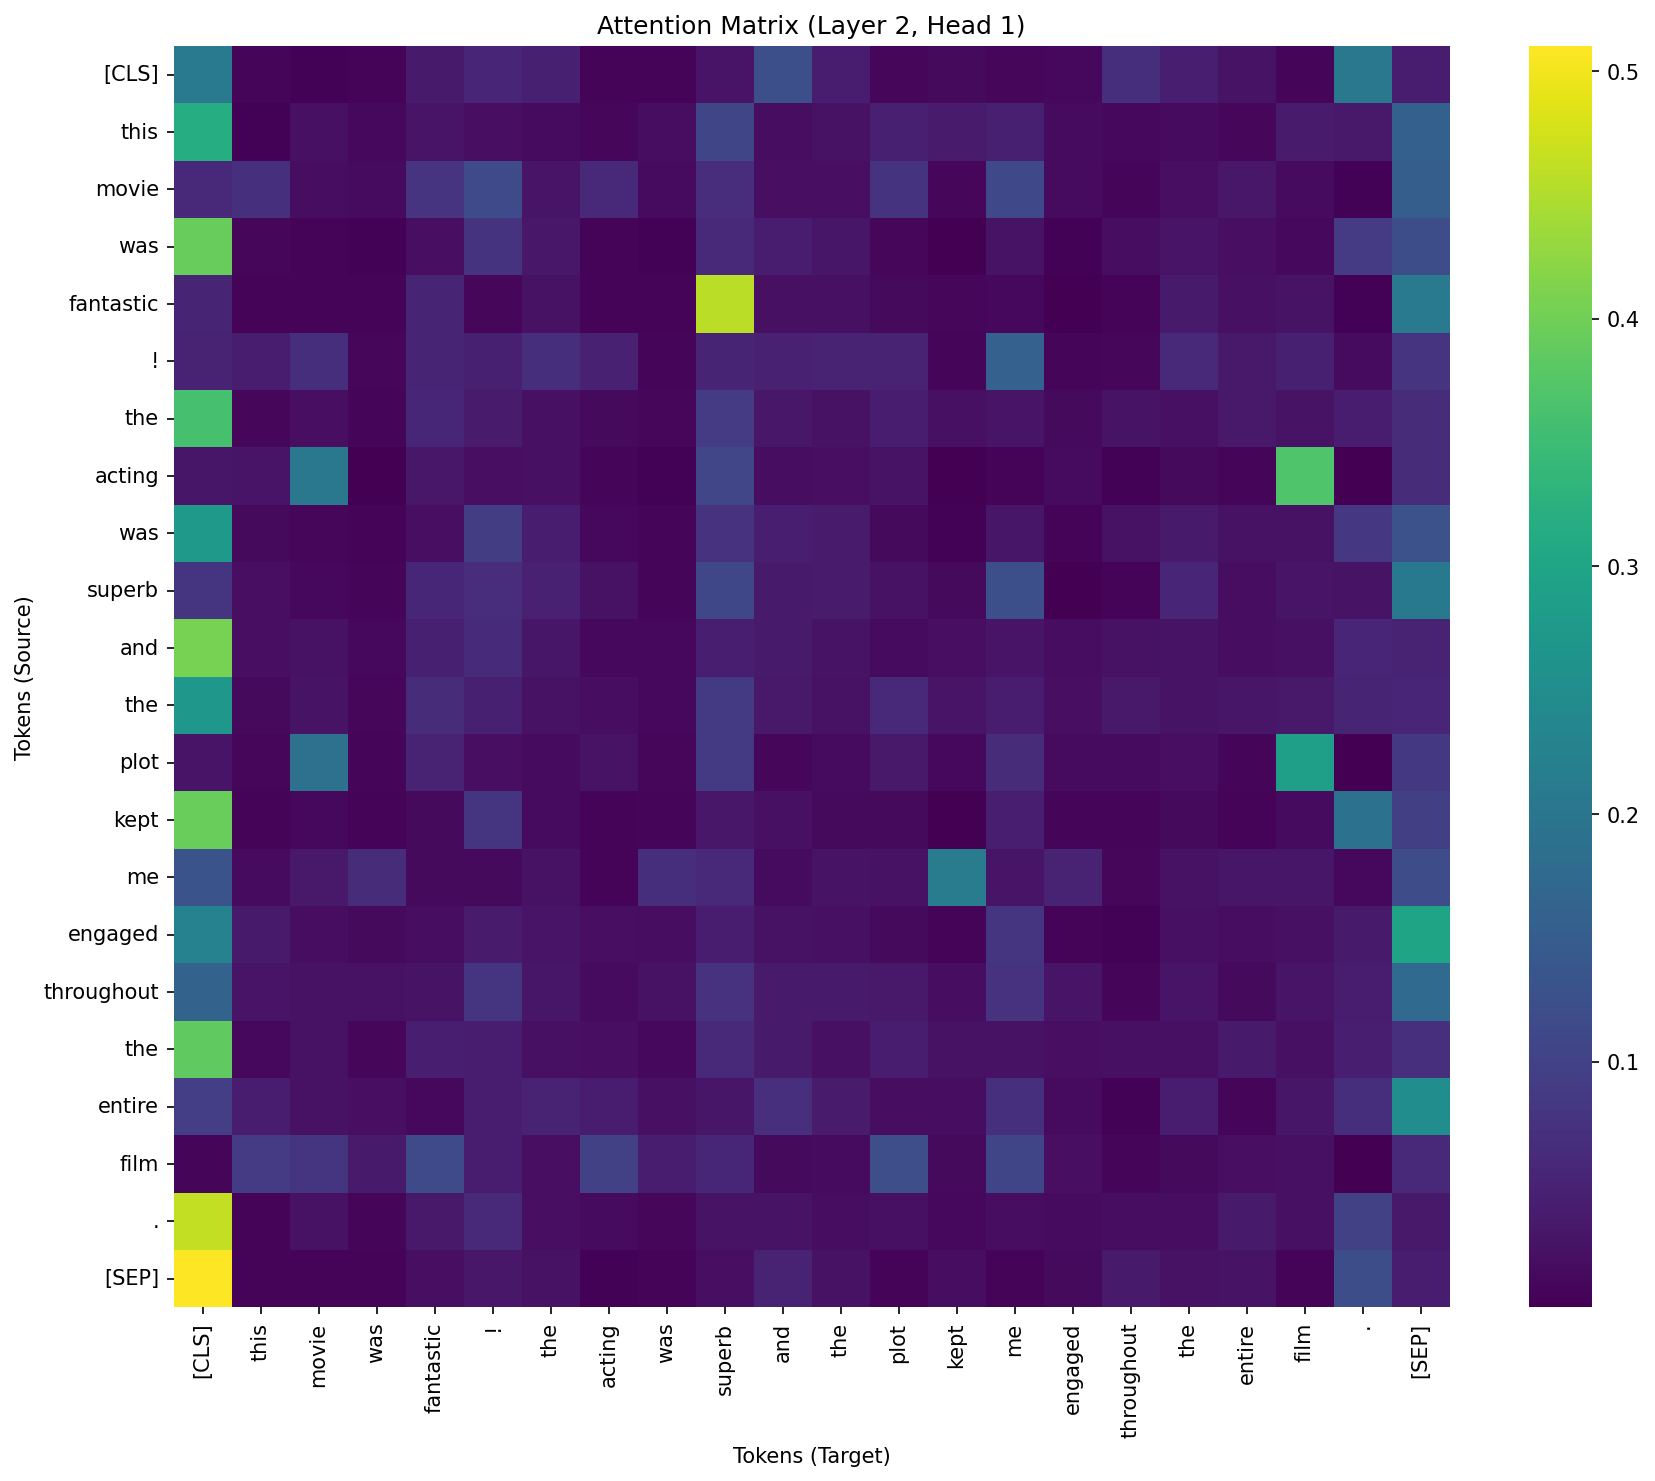 Attention Matrix (Layer 2, Head 1)
Tokens (Source)
[CLS]
this
movie
was
fantastic
!
the
acting
was
superb
and
the
plot
kept
me
engaged
throughout
the
entire
film
.
[SEP]
[CLS]
this
movie
was
fantastic
!
the
acting
was
superb
and
the
plot
kept
me
engaged
throughout
the
entire
film
.
[SEP]
Tokens (Target)
0.5
0.4
0.3
0.2
0.1